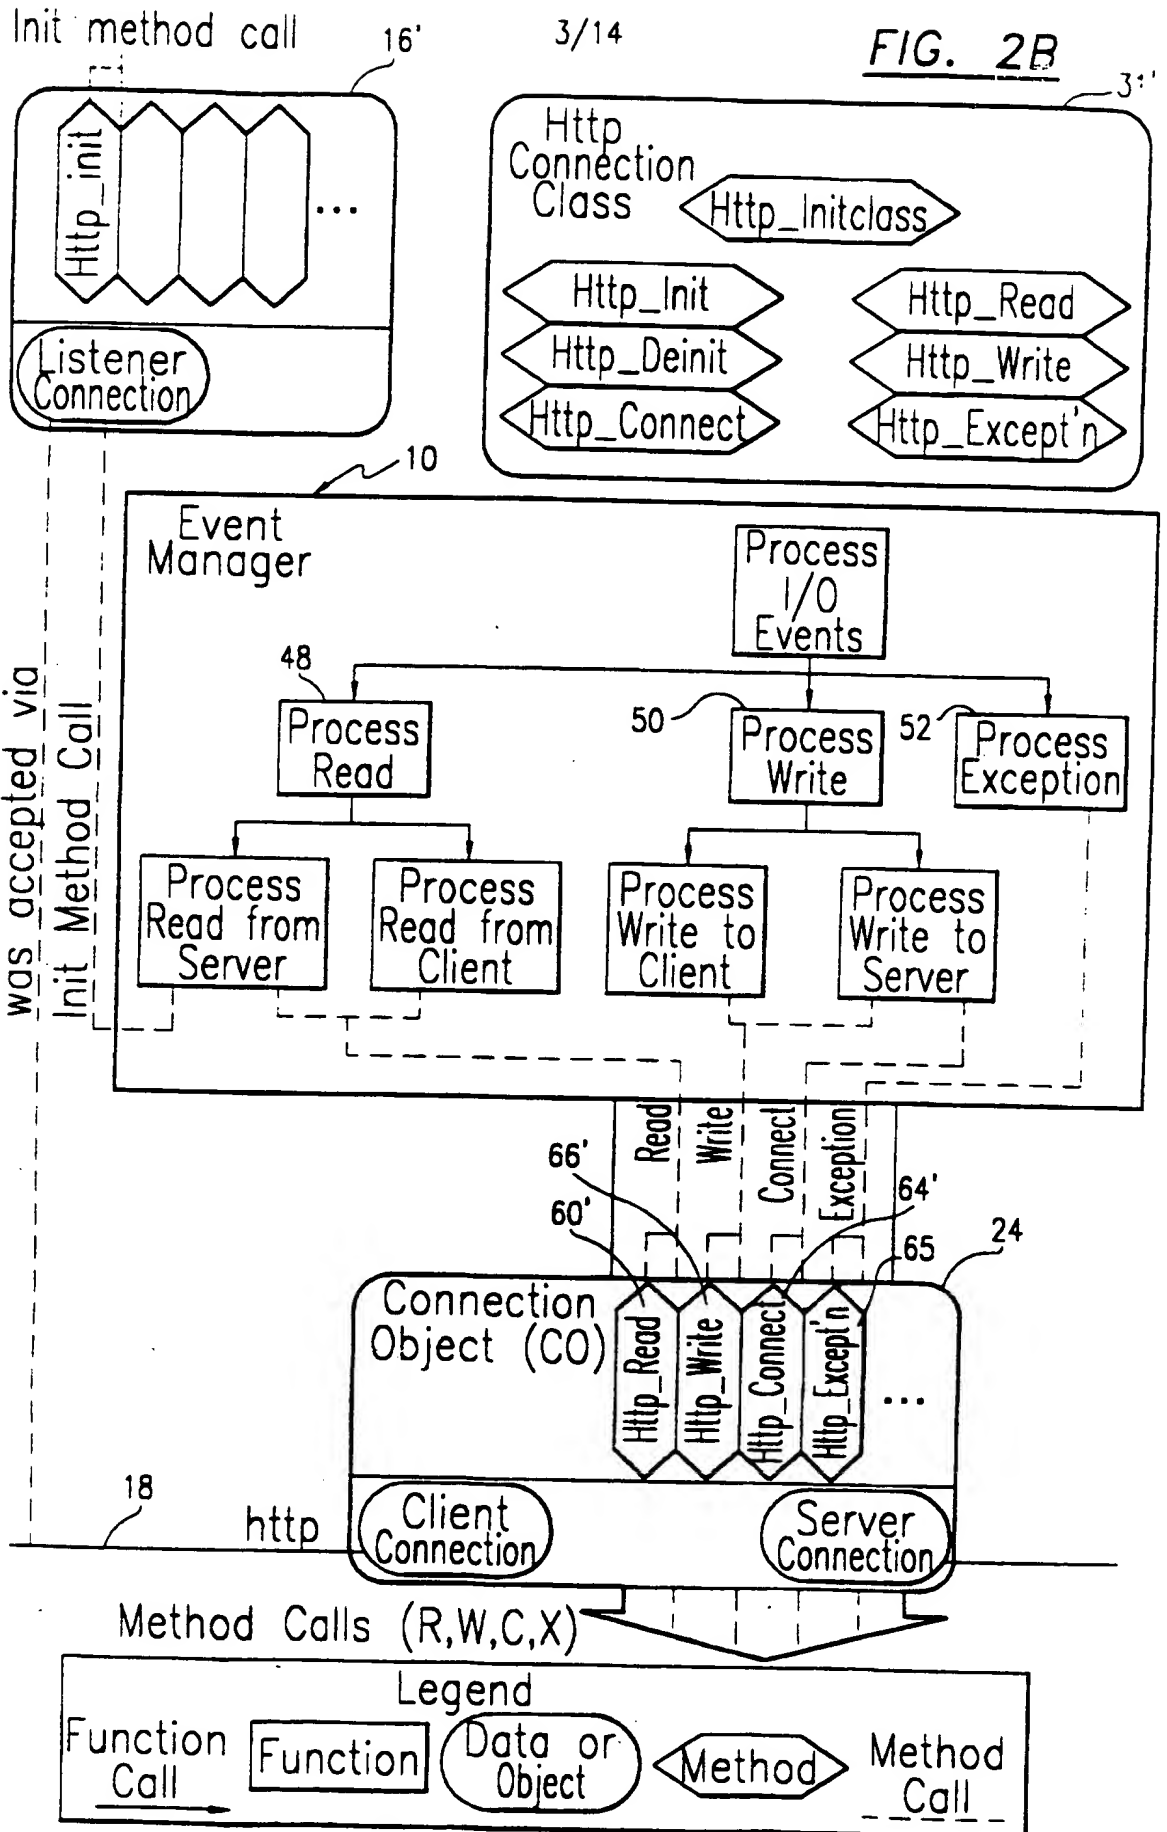 Init method call
3/14
FIG. 2B
16'
Http_init
...
Listener
Connection
Http
Connection
Class
Http_Initclass
Http_Init
Http_Deinit
Http_Connect
Http_Read
Http_Write
Http_Except'n
10
Event
Manager
Process
I/O
Events
48
Process
Read
50
Process
Write
52
Process
Exception
Process
Read from
Server
Process
Read from
Client
Process
Write to
Client
Process
Write to
Server
was accepted via
Init Method Call
Read
Write
Connect
Exception
66'
60'
64'
65
24
Connection
Object (CO)
Http_Read
Http_Write
Http_Connect
Http_Except'n
...
18
http
Client
Connection
Server
Connection
Method Calls (R,W,C,X)
Legend
Function
Call
Function
Data or
Object
Method
Method
Call